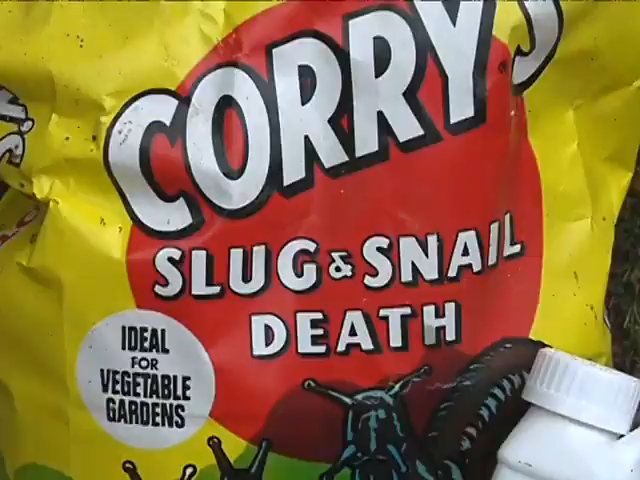 CORRY'S
SLUG & SNAIL
DEATH
IDEAL
FOR
VEGETABLE
GARDENS